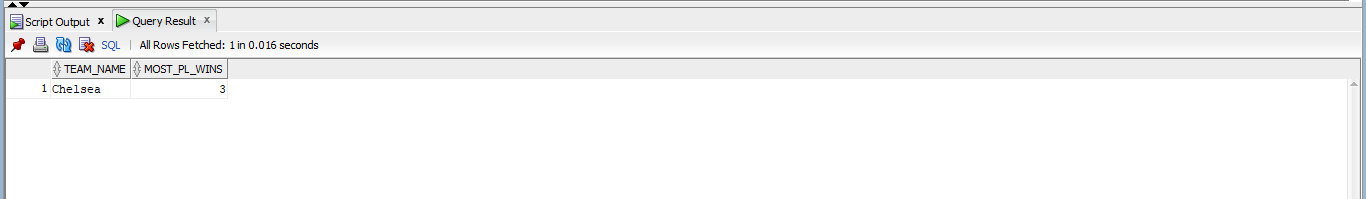 Script Output x Query Result x
SQL | All Rows Fetched: 1 in 0.016 seconds
TEAM_NAME MOST_PL_WINS
1 Chelsea 3